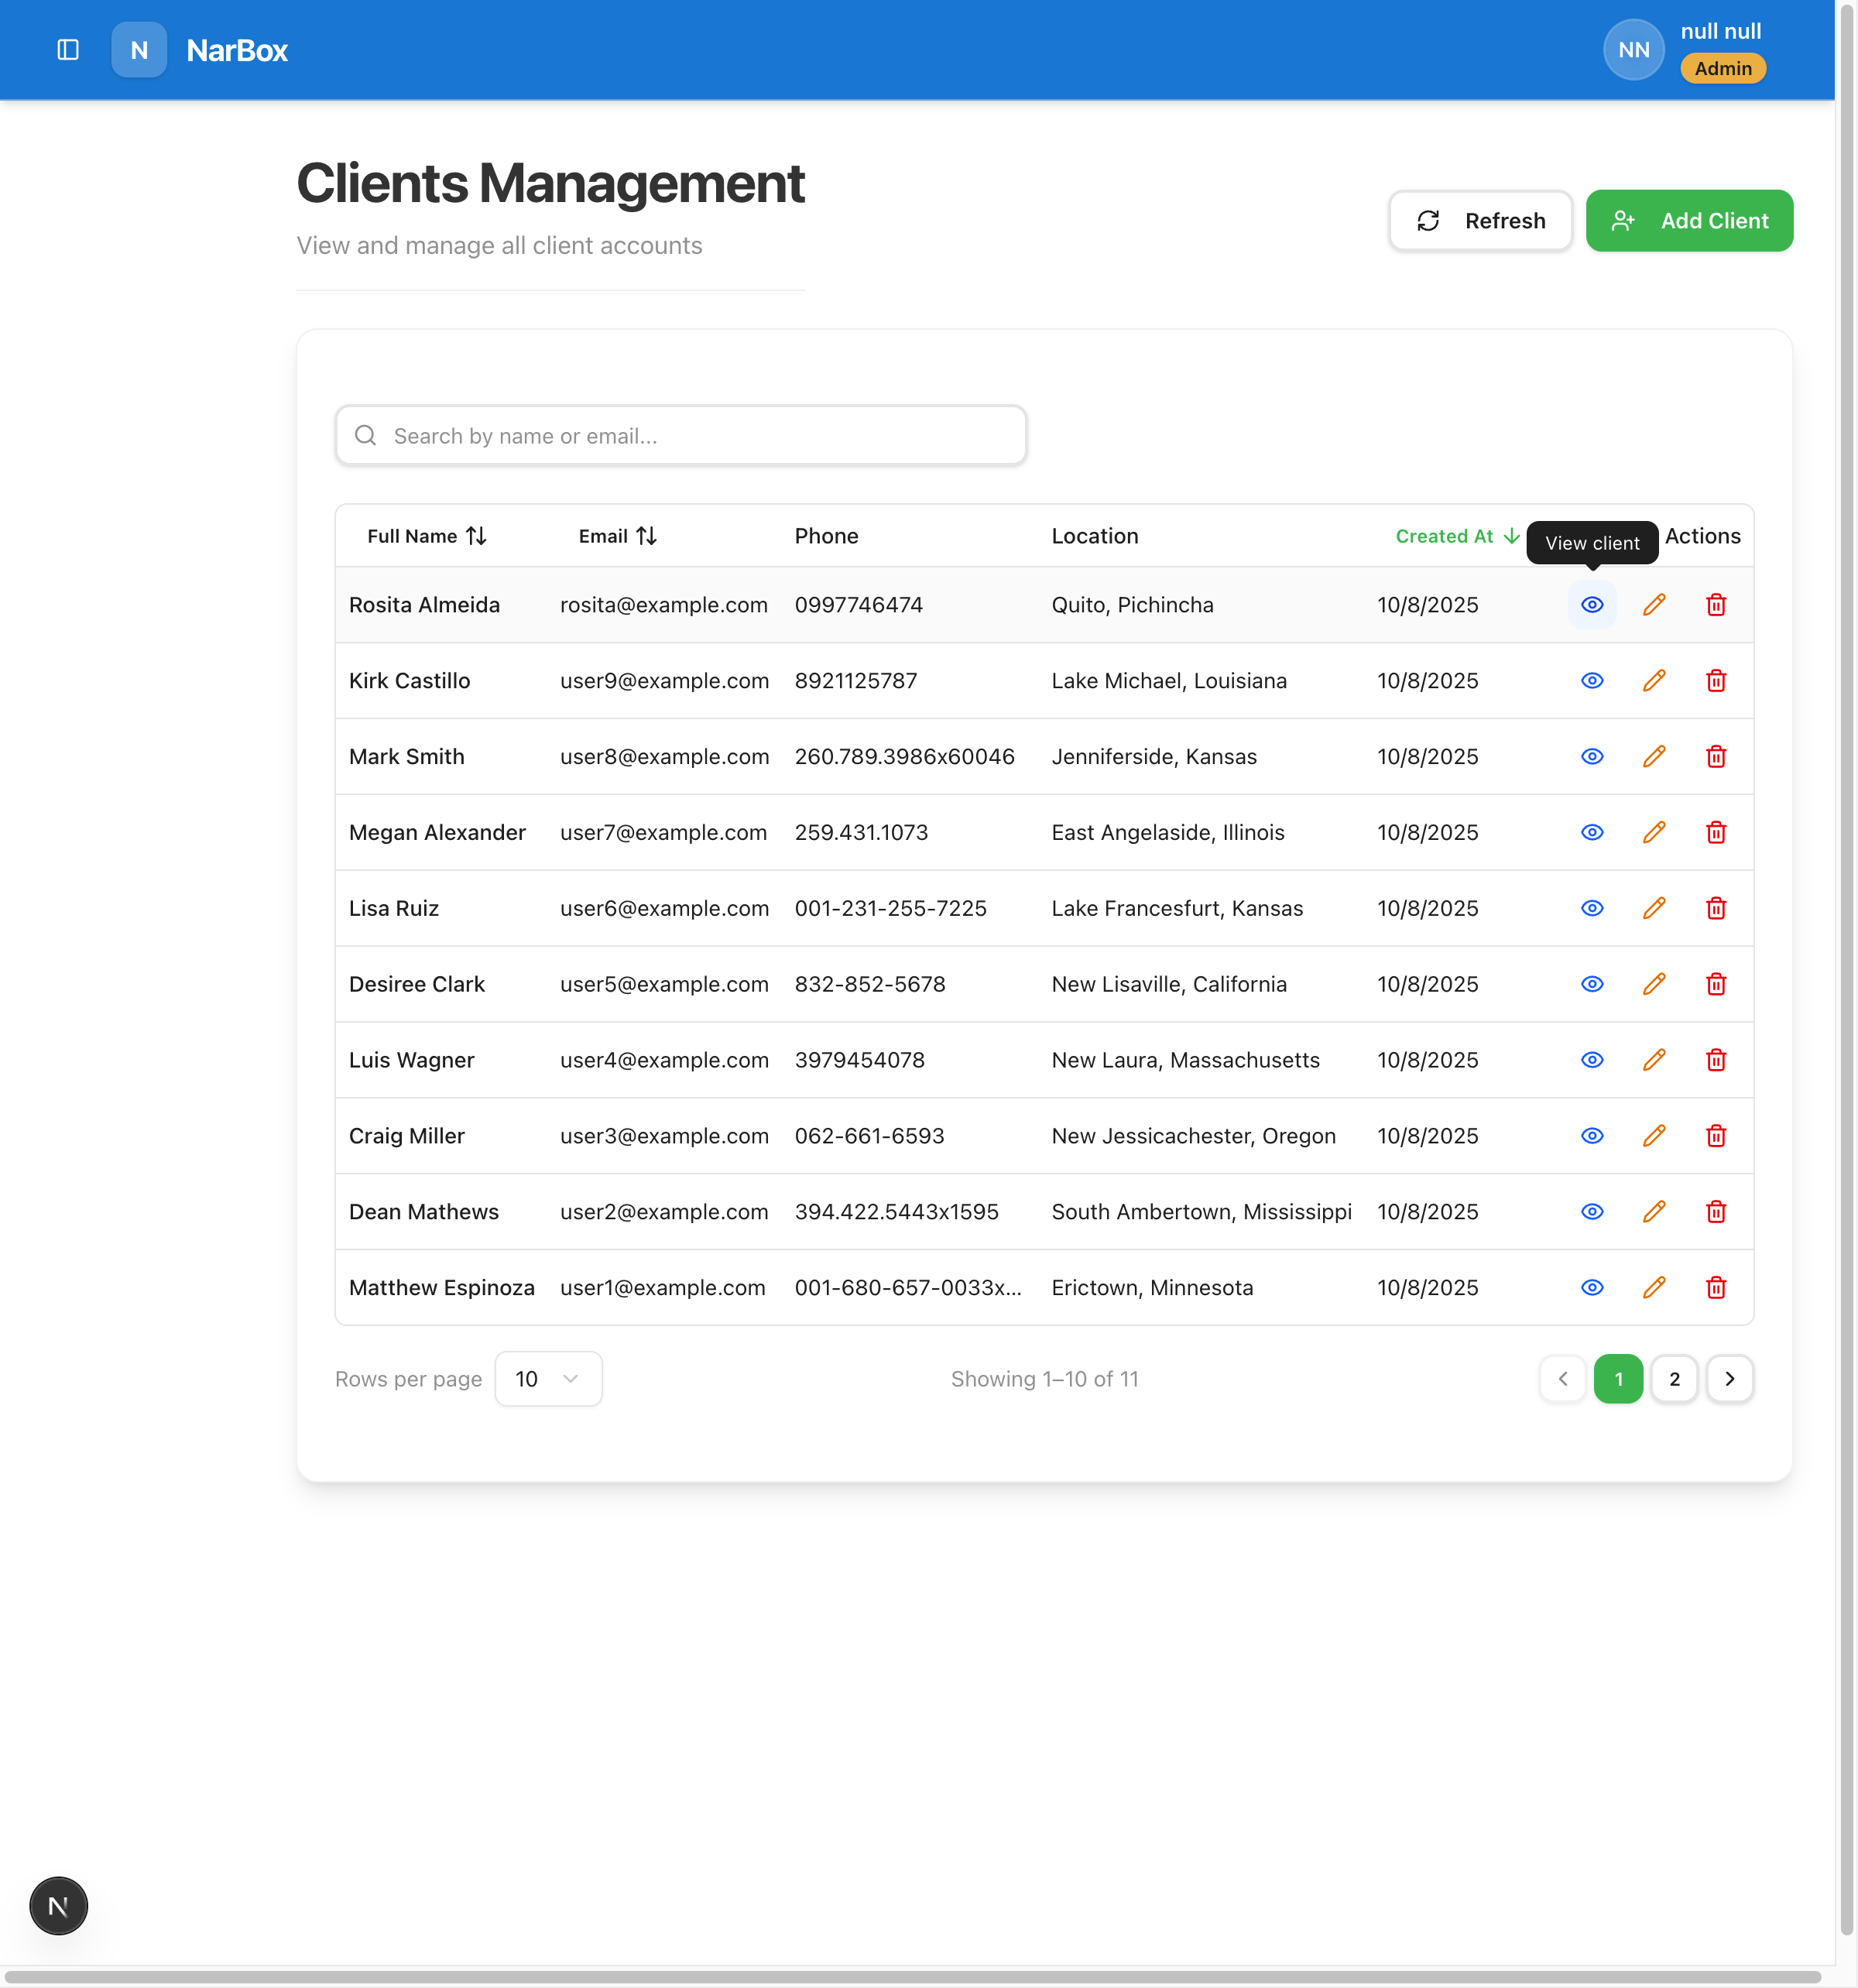 N NarBox
NN null null
Admin
Clients Management
View and manage all client accounts
Refresh Add Client
Search by name or email...
Full Name Email Phone Location Created At View client Actions
Rosita Almeida rosita@example.com 0997746474 Quito, Pichincha 10/8/2025
Kirk Castillo user9@example.com 8921125787 Lake Michael, Louisiana 10/8/2025
Mark Smith user8@example.com 260.789.3986x60046 Jenniferside, Kansas 10/8/2025
Megan Alexander user7@example.com 259.431.1073 East Angelaside, Illinois 10/8/2025
Lisa Ruiz user6@example.com 001-231-255-7225 Lake Francesfurt, Kansas 10/8/2025
Desiree Clark user5@example.com 832-852-5678 New Lisaville, California 10/8/2025
Luis Wagner user4@example.com 3979454078 New Laura, Massachusetts 10/8/2025
Craig Miller user3@example.com 062-661-6593 New Jessicachester, Oregon 10/8/2025
Dean Mathews user2@example.com 394.422.5443x1595 South Ambertown, Mississippi 10/8/2025
Matthew Espinoza user1@example.com 001-680-657-0033x... Erictown, Minnesota 10/8/2025
Rows per page 10 Showing 1–10 of 11 1 2
N